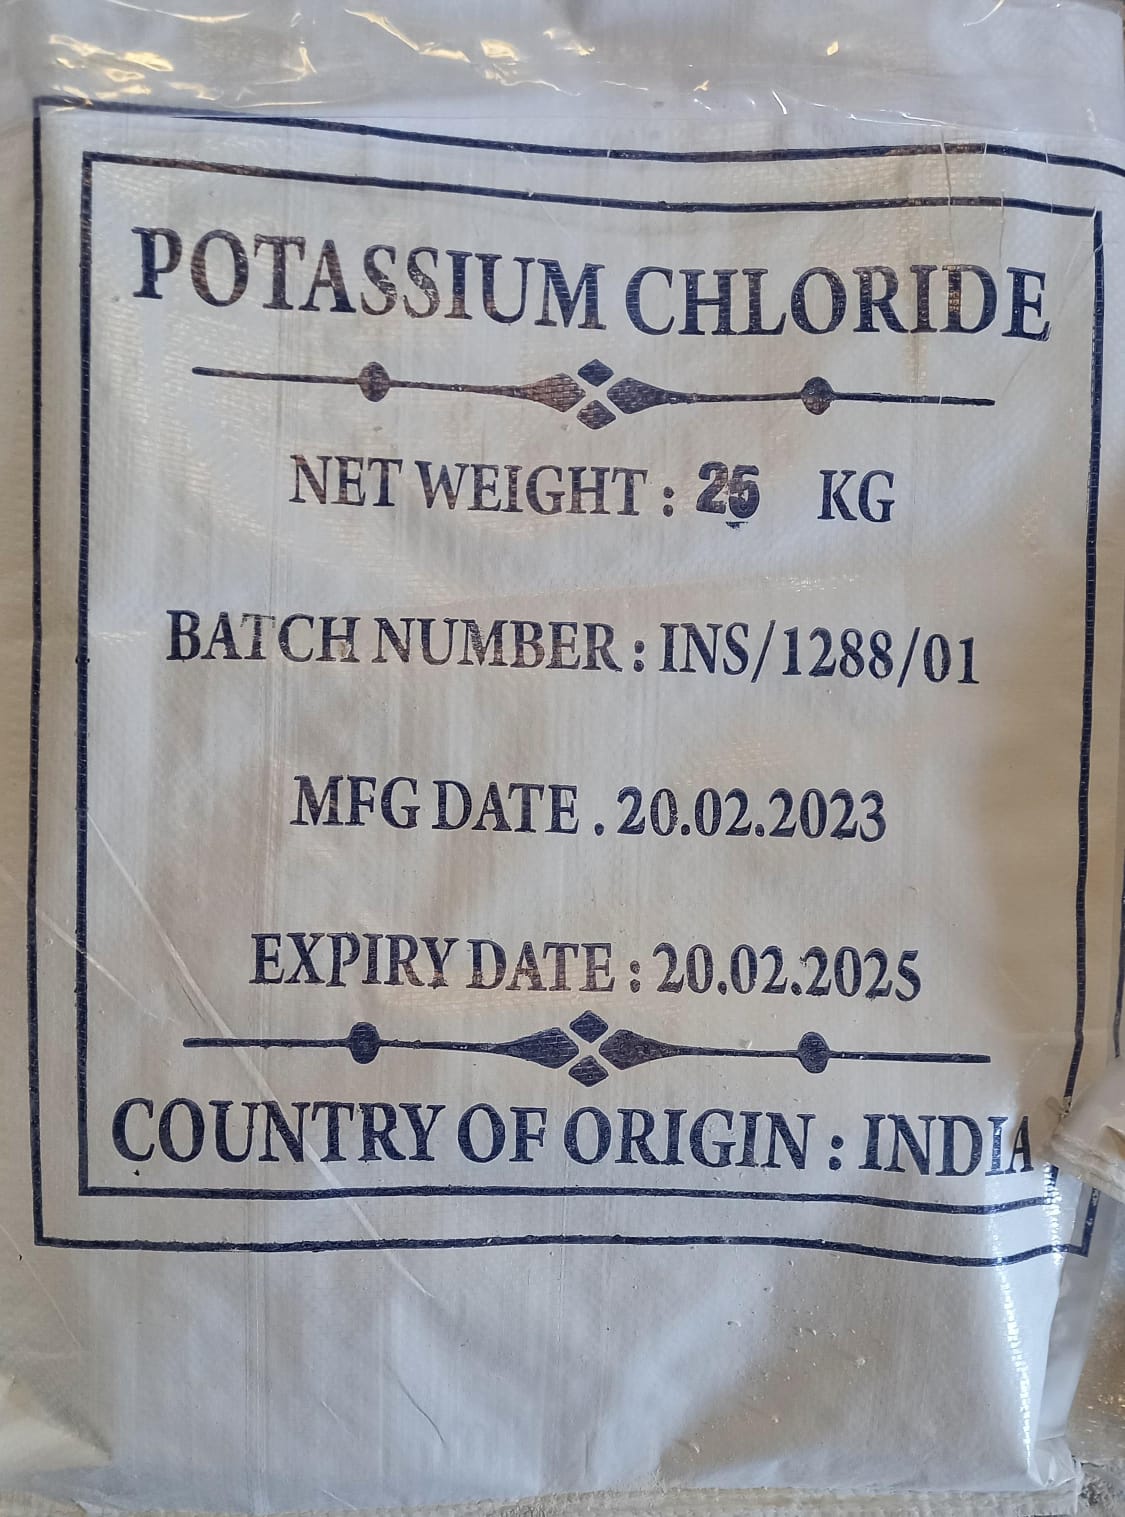 POTASSIUM CHLORIDE
NET WEIGHT : 25 KG
BATCH NUMBER : INS/1288/01
MFG DATE . 20.02.2023
EXPIRY DATE : 20.02.2025
COUNTRY OF ORIGIN : INDIA